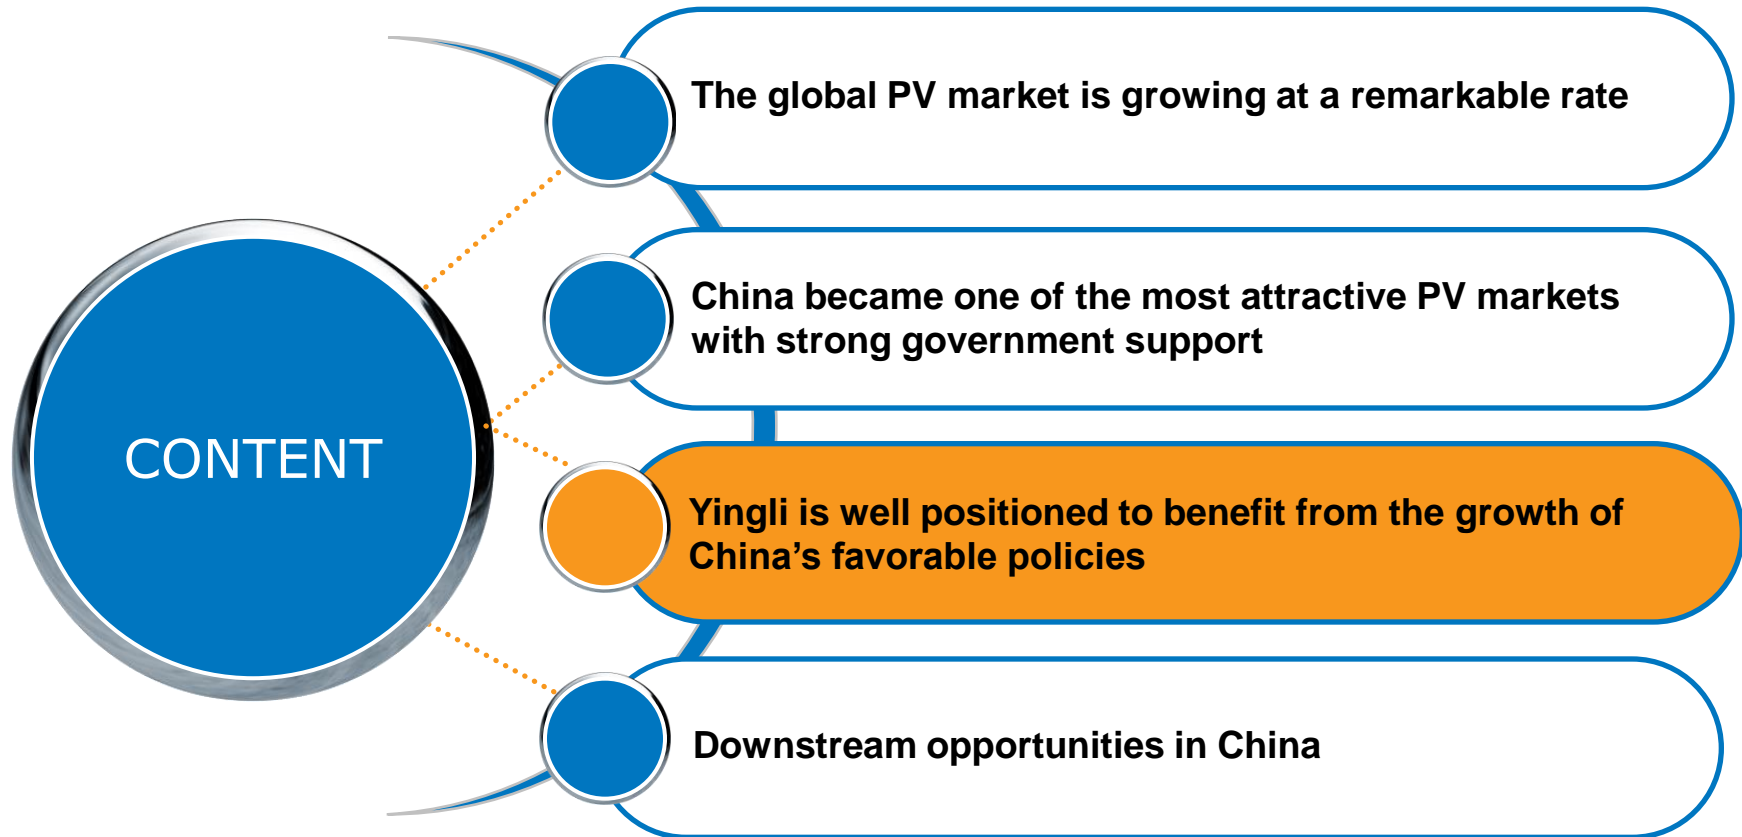 The global PV market is growing at a remarkable rate
China became one of the most attractive PV markets
with strong government support
CONTENT
Yingli is well positioned to benefit from the growth of
China’s favorable policies
Downstream opportunities in China